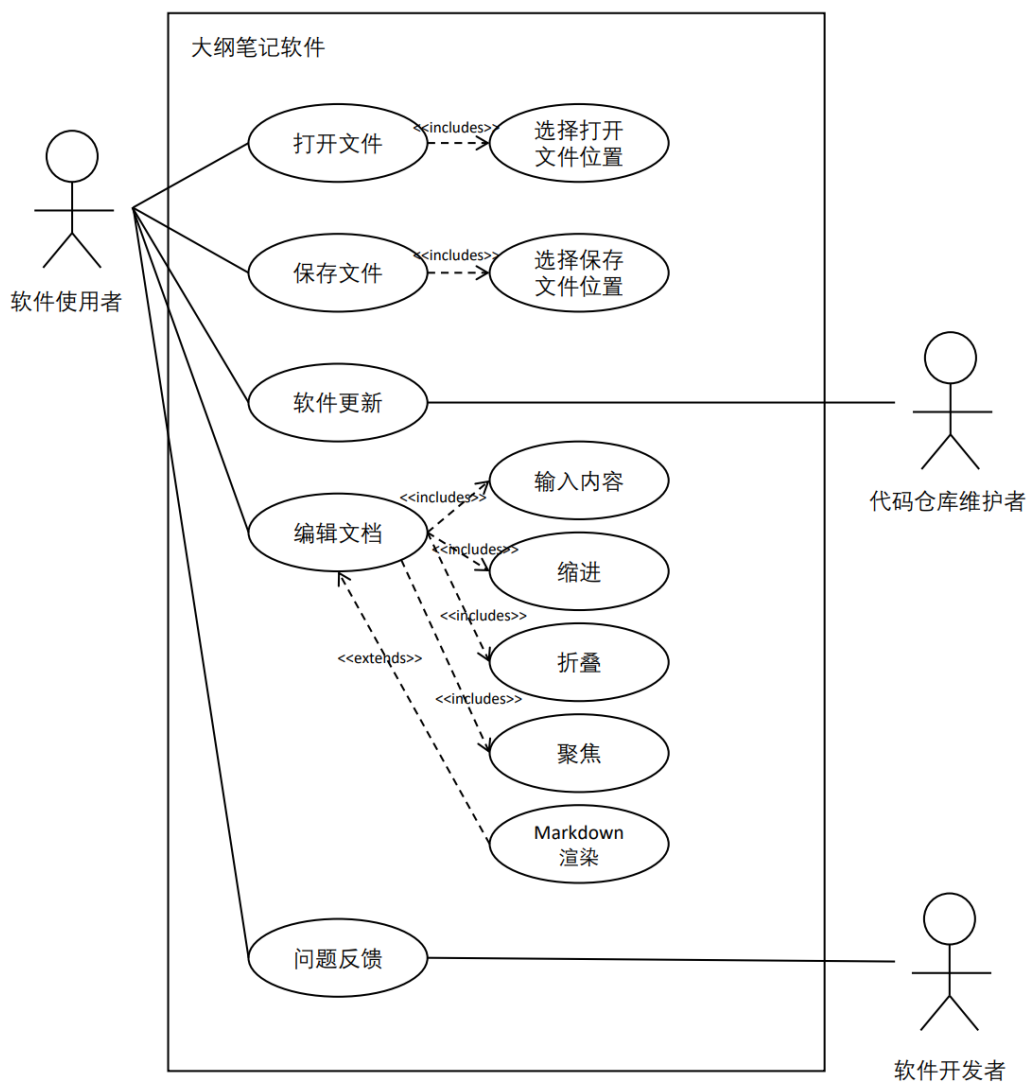 大纲笔记软件
打开文件
<<includes>>
选择打开
文件位置
软件使用者
保存文件
<<includes>>
选择保存
文件位置
软件更新
代码仓库维护者
编辑文档
<<includes>>
输入内容
<<includes>>
缩进
<<includes>>
折叠
<<extends>>
<<includes>>
聚焦
Markdown
渲染
问题反馈
软件开发者